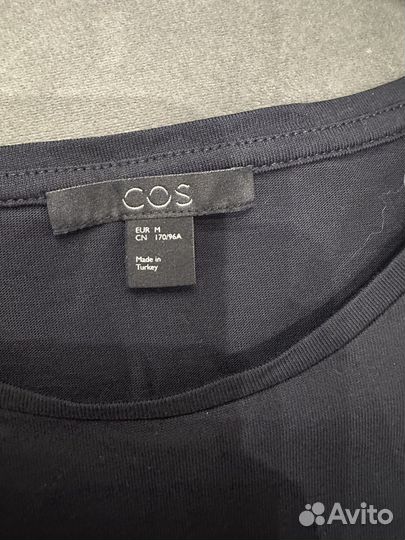 COS
EUR M
CN 170/96A
Made in
Turkey
Avito